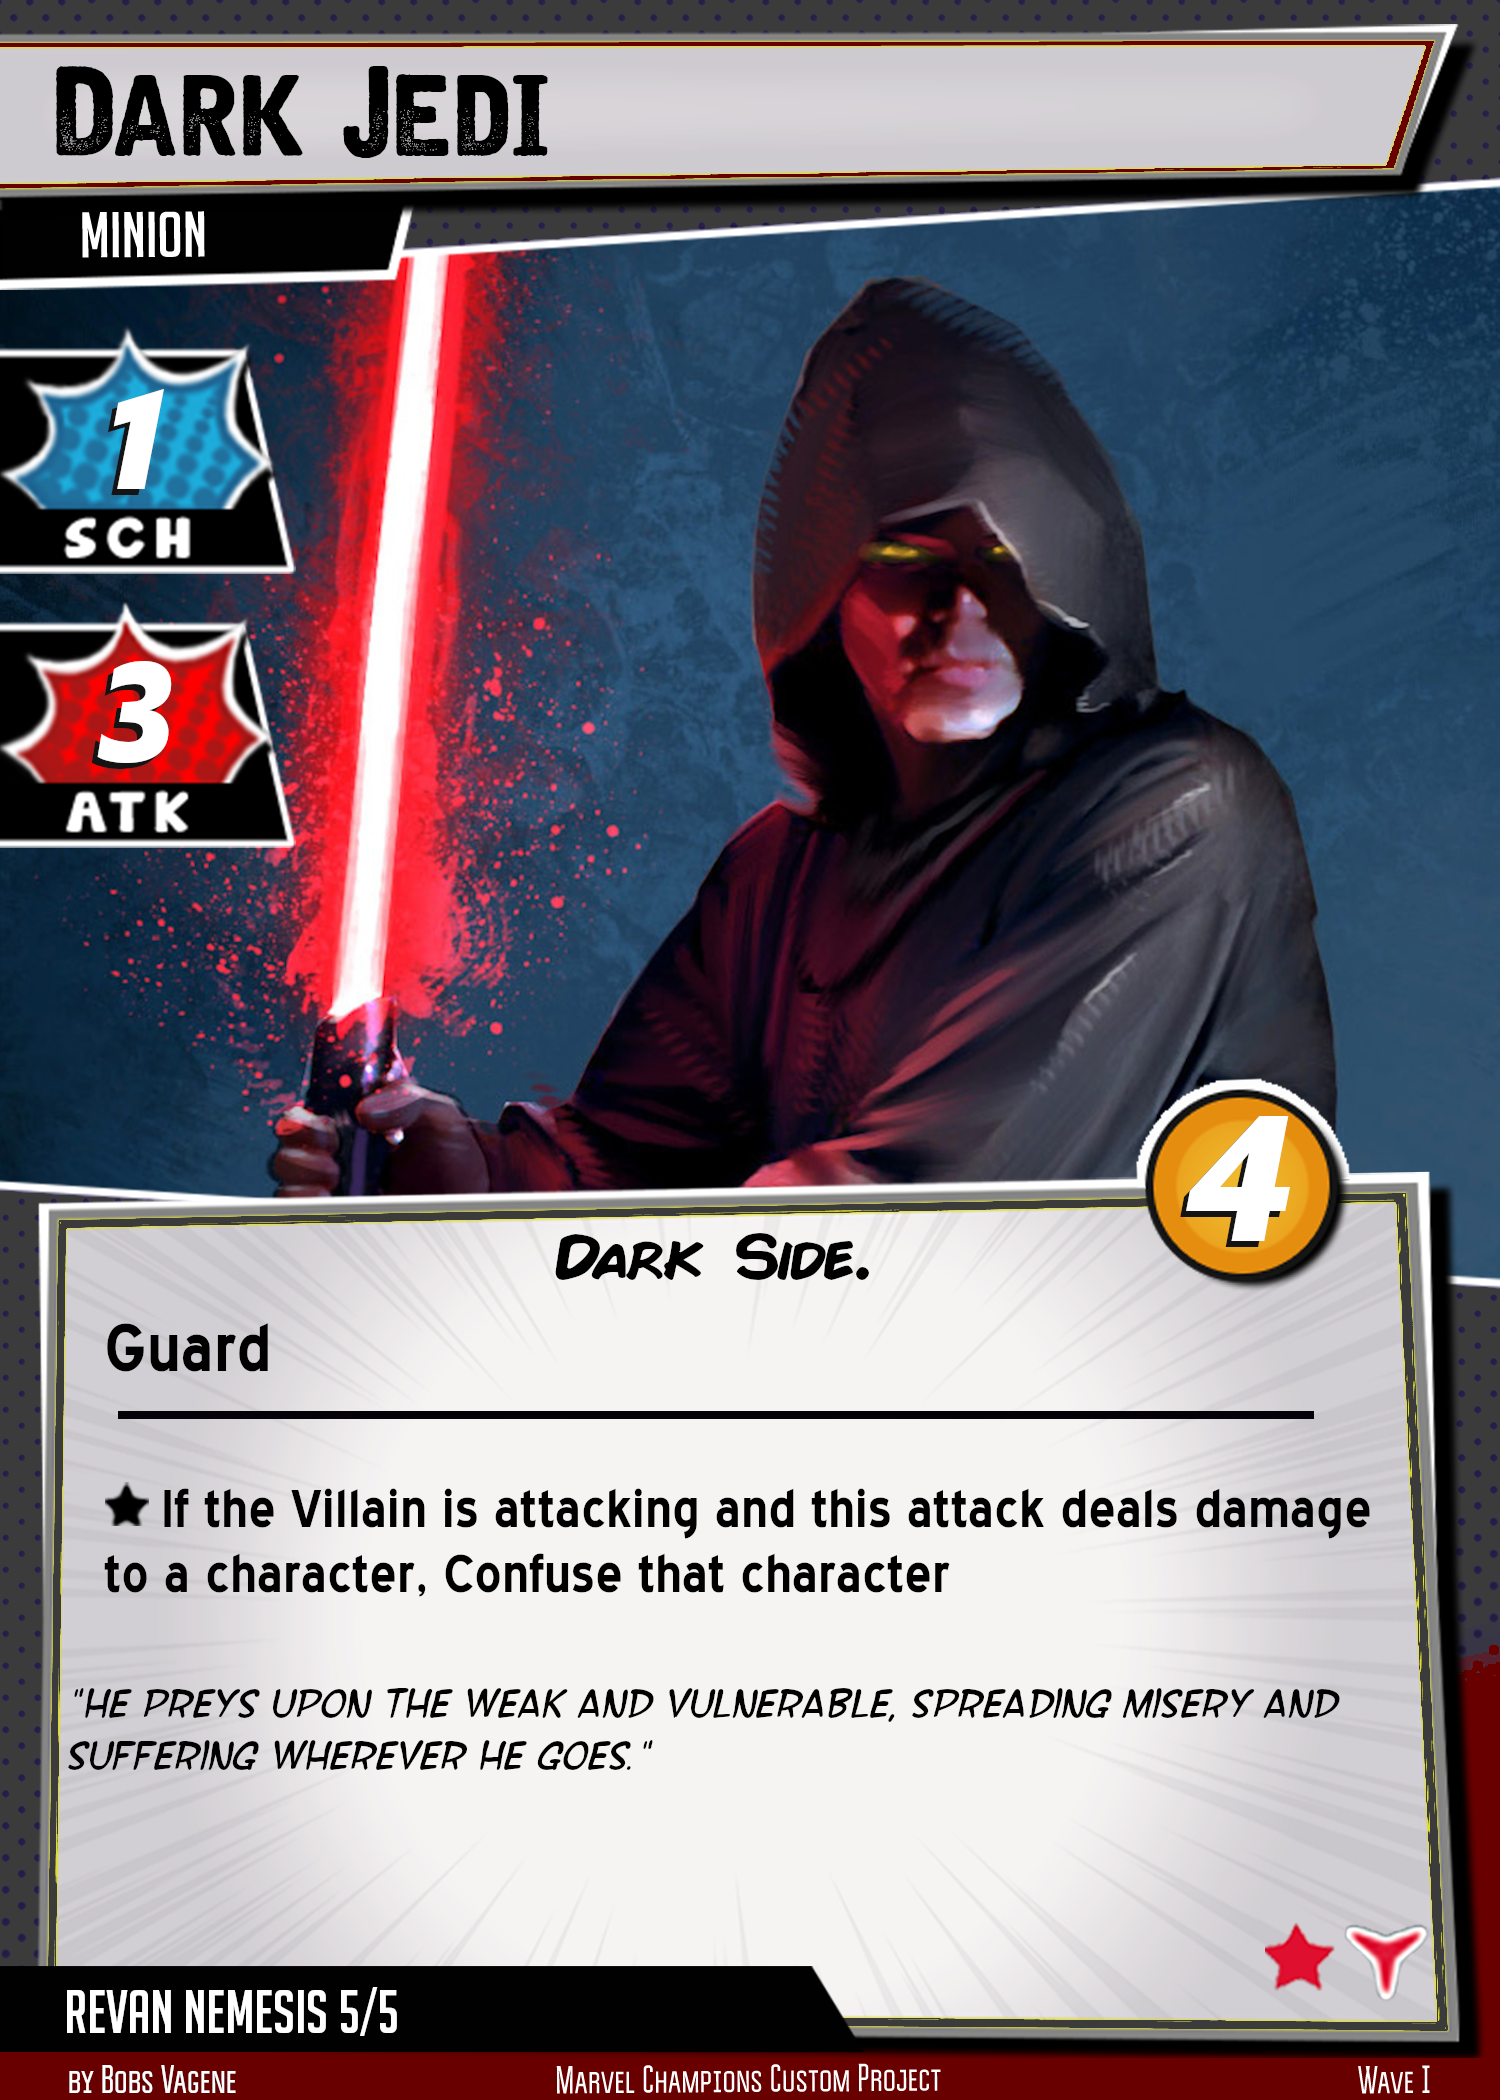 DARK JEDI
MINION
1
SCH
3
ATK
4
DARK SIDE.
Guard
★ If the Villain is attacking and this attack deals damage
to a character, Confuse that character
"HE PREYS UPON THE WEAK AND VULNERABLE, SPREADING MISERY AND
SUFFERING WHEREVER HE GOES."
REVAN NEMESIS 5/5
BY BOBS VAGENE
MARVEL CHAMPIONS CUSTOM PROJECT
WAVE I